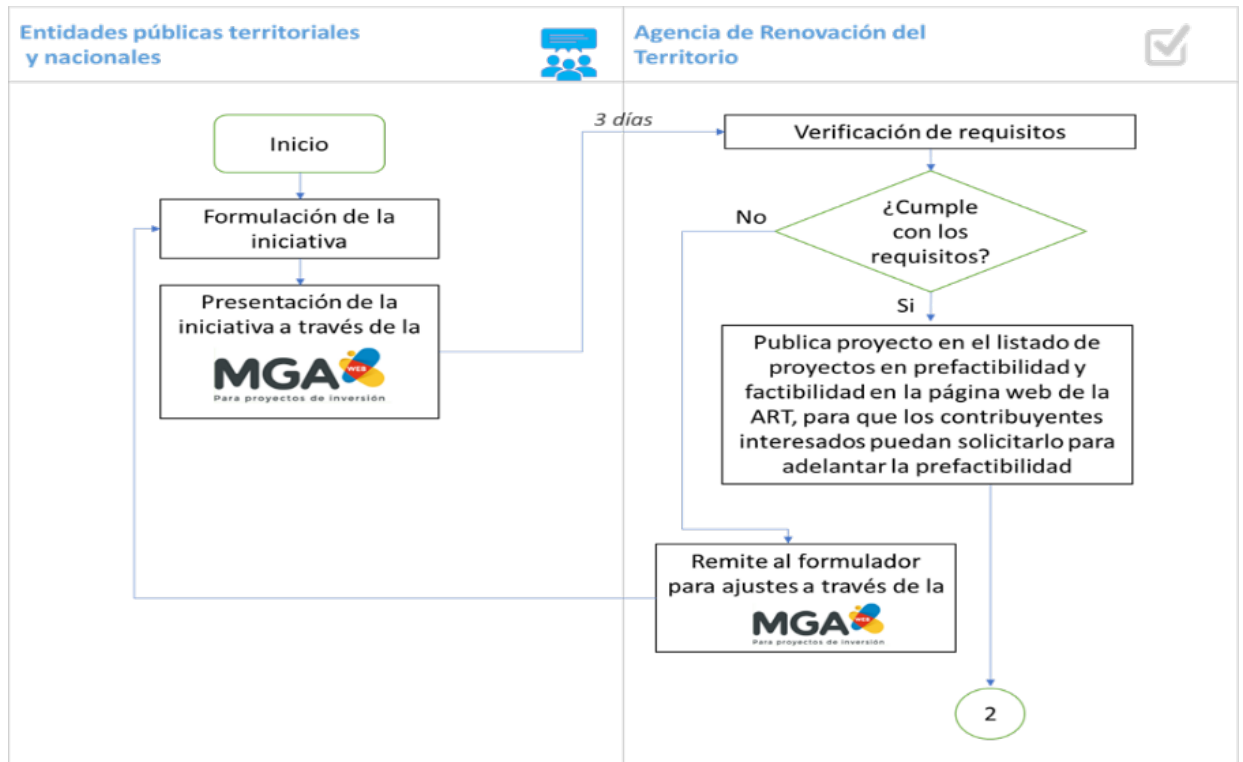 Entidades públicas territoriales
y nacionales
Agencia de Renovación del
Territorio
Inicio
Formulación de la
iniciativa
Presentación de la
iniciativa a través de la
MGA WEB
Para proyectos de inversión
3 días
Verificación de requisitos
¿Cumple
con los
requisitos?
No
Si
Publica proyecto en el listado de
proyectos en prefactibilidad y
factibilidad en la página web de la
ART, para que los contribuyentes
interesados puedan solicitarlo para
adelantar la prefactibilidad
Remite al formulador
para ajustes a través de la
MGA WEB
Para proyectos de inversión
2